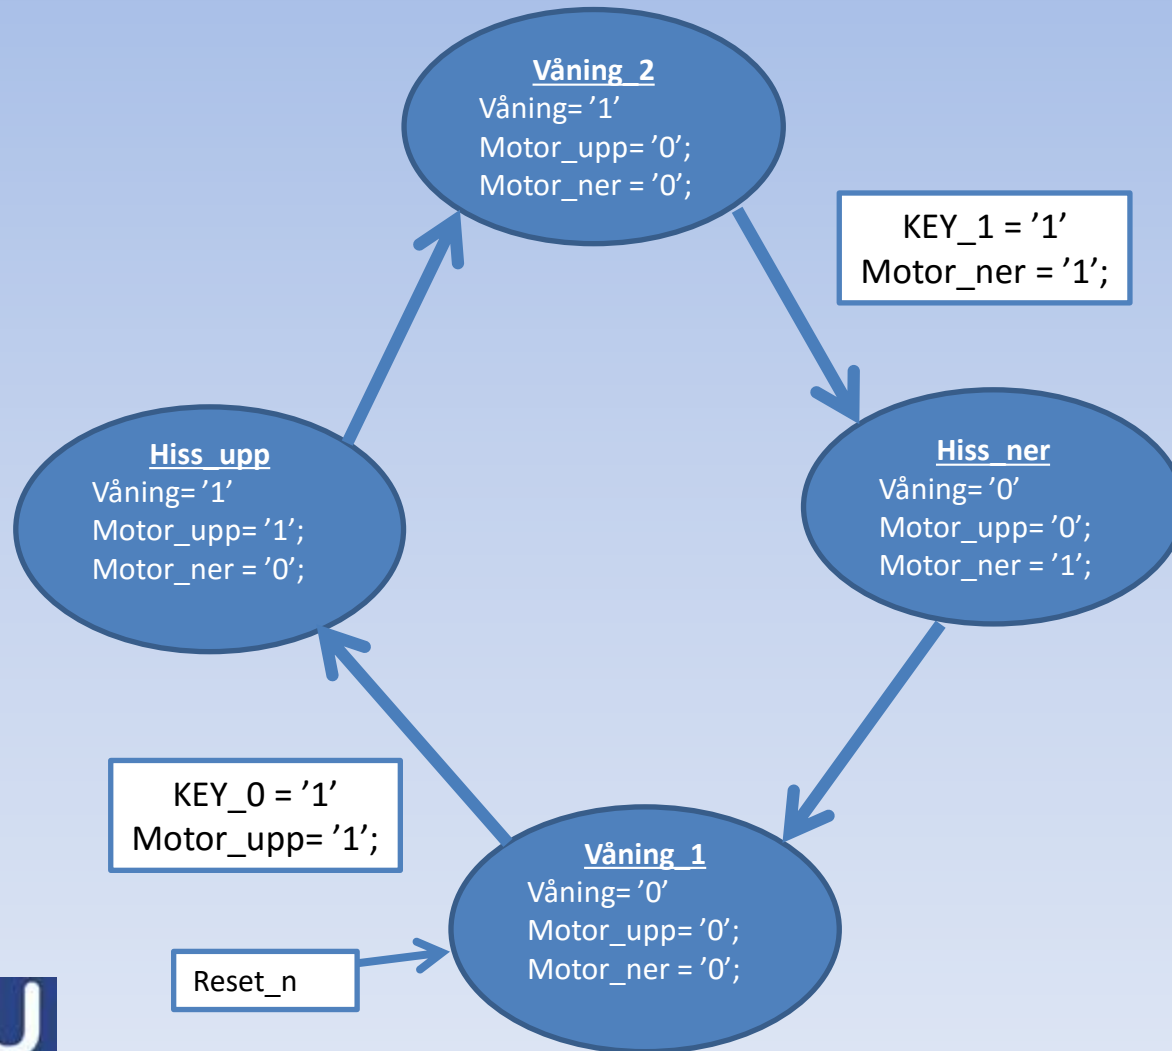 Våning_2
Våning= ’1’
Motor_upp= ’0’;
Motor_ner = ’0’;
KEY_1 = ’1’
Motor_ner = ’1’;
Hiss_upp
Våning= ’1’
Motor_upp= ’1’;
Motor_ner = ’0’;
Hiss_ner
Våning= ’0’
Motor_upp= ’0’;
Motor_ner = ’1’;
KEY_0 = ’1’
Motor_upp= ’1’;
Våning_1
Våning= ’0’
Motor_upp= ’0’;
Motor_ner = ’0’;
Reset_n